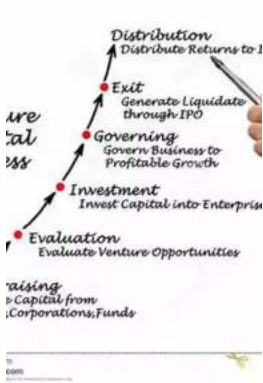 Distribution
Distribute Returns to I
Exit
Generate Liquidate
through IPO
ure
tal
ess
Governing
Govern Business to
Profitable Growth
Investment
Invest Capital into Enterpris
Evaluation
Evaluate Venture Opportunities
aising
e Capital from
,Corporations,Funds
com